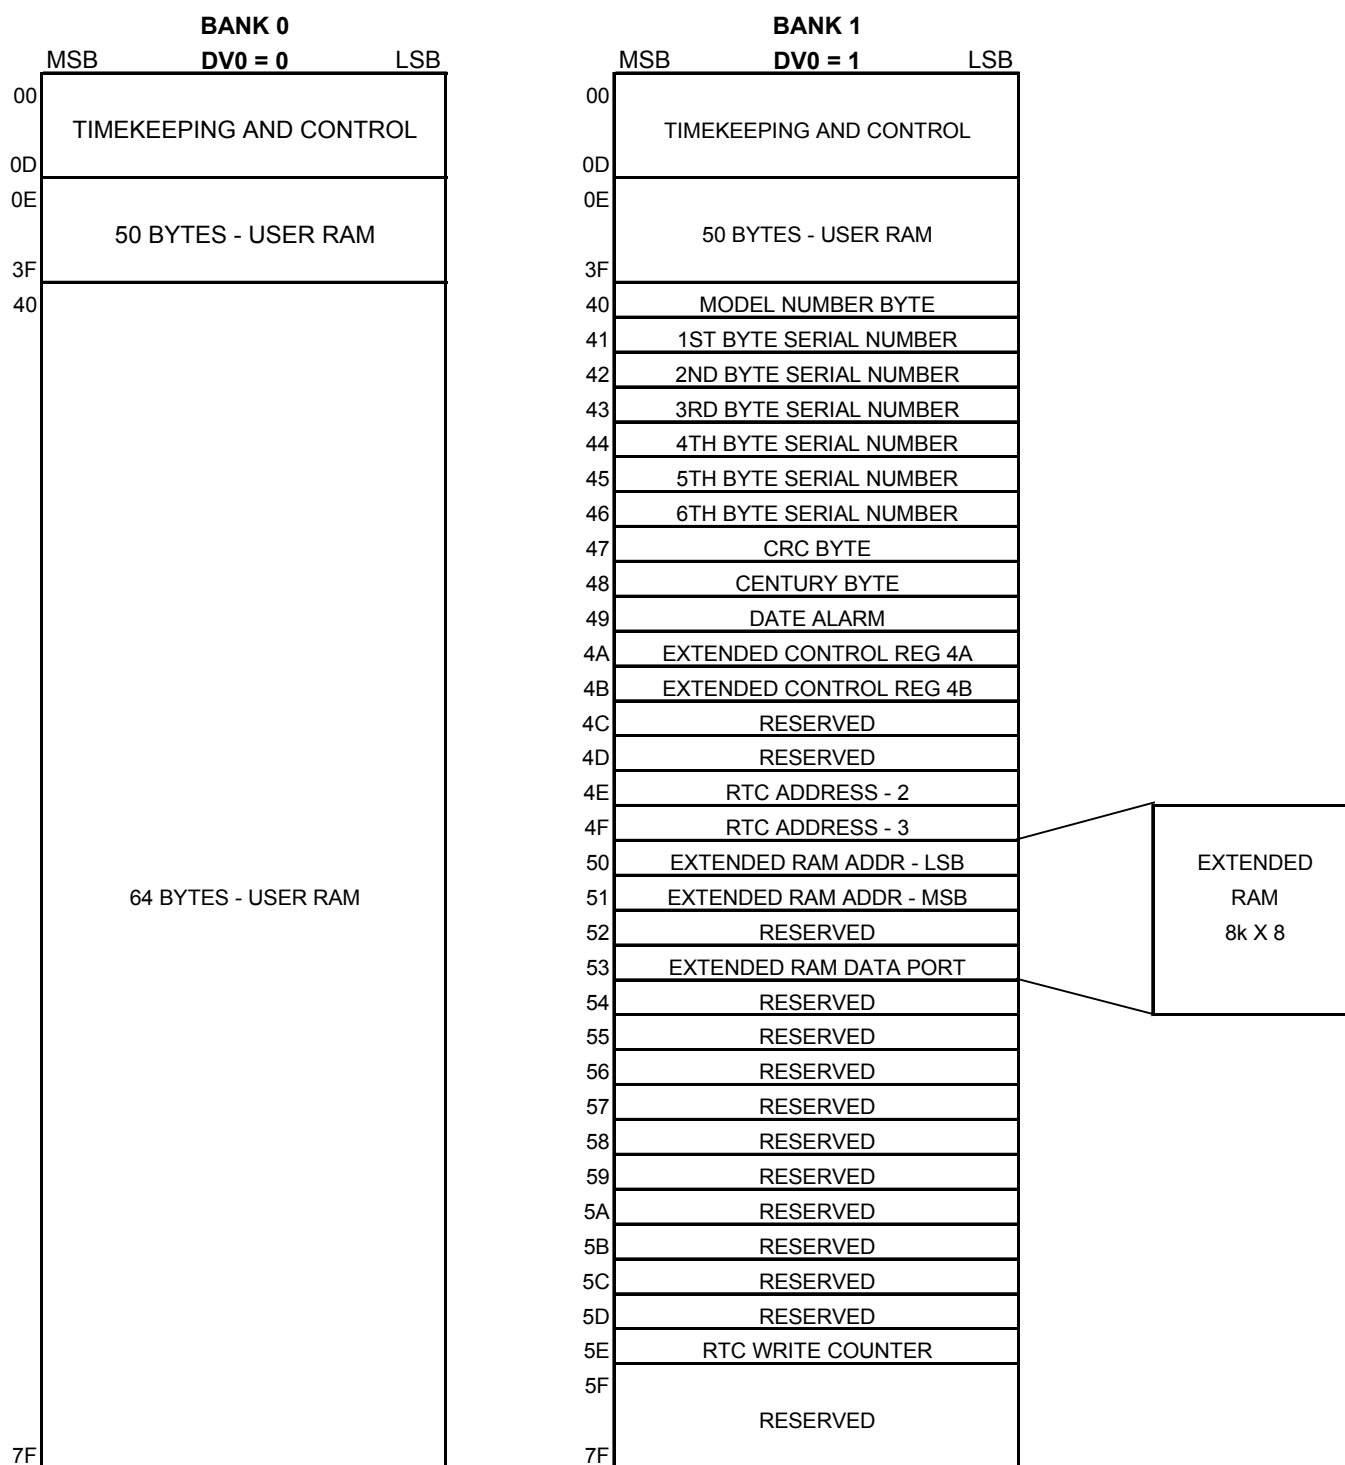 BANK 0
MSB DV0 = 0 LSB
00
TIMEKEEPING AND CONTROL
0D
0E
50 BYTES - USER RAM
3F
40
64 BYTES - USER RAM
7F
BANK 1
MSB DV0 = 1 LSB
00
TIMEKEEPING AND CONTROL
0D
0E
50 BYTES - USER RAM
3F
40 MODEL NUMBER BYTE
41 1ST BYTE SERIAL NUMBER
42 2ND BYTE SERIAL NUMBER
43 3RD BYTE SERIAL NUMBER
44 4TH BYTE SERIAL NUMBER
45 5TH BYTE SERIAL NUMBER
46 6TH BYTE SERIAL NUMBER
47 CRC BYTE
48 CENTURY BYTE
49 DATE ALARM
4A EXTENDED CONTROL REG 4A
4B EXTENDED CONTROL REG 4B
4C RESERVED
4D RESERVED
4E RTC ADDRESS - 2
4F RTC ADDRESS - 3
50 EXTENDED RAM ADDR - LSB
51 EXTENDED RAM ADDR - MSB
52 RESERVED
53 EXTENDED RAM DATA PORT
54 RESERVED
55 RESERVED
56 RESERVED
57 RESERVED
58 RESERVED
59 RESERVED
5A RESERVED
5B RESERVED
5C RESERVED
5D RESERVED
5E RTC WRITE COUNTER
5F
RESERVED
7F
EXTENDED
RAM
8k X 8